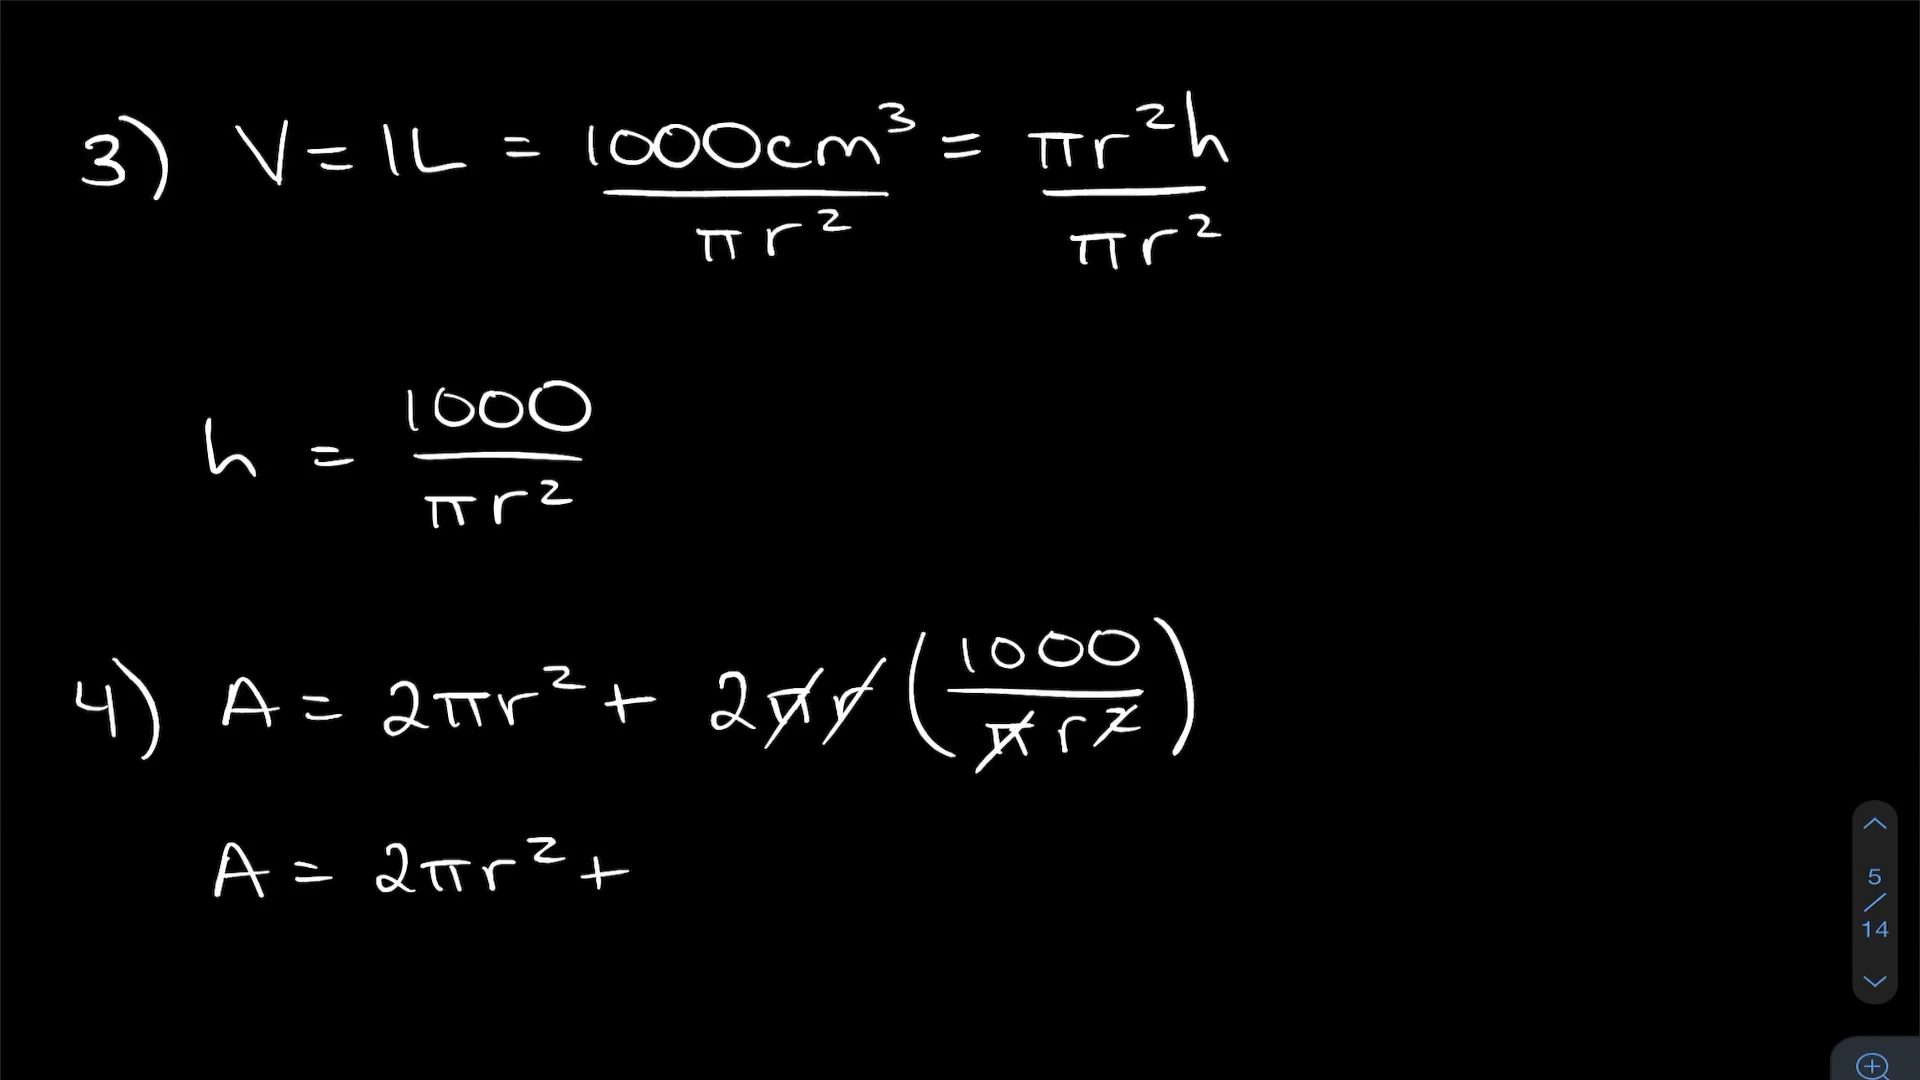 3) V = 1L = 1000cm³/πr² = πr²h/πr²
h = 1000/πr²
4) A = 2πr² + 2πr (1000/πr²)
A = 2πr² +
5
/
14